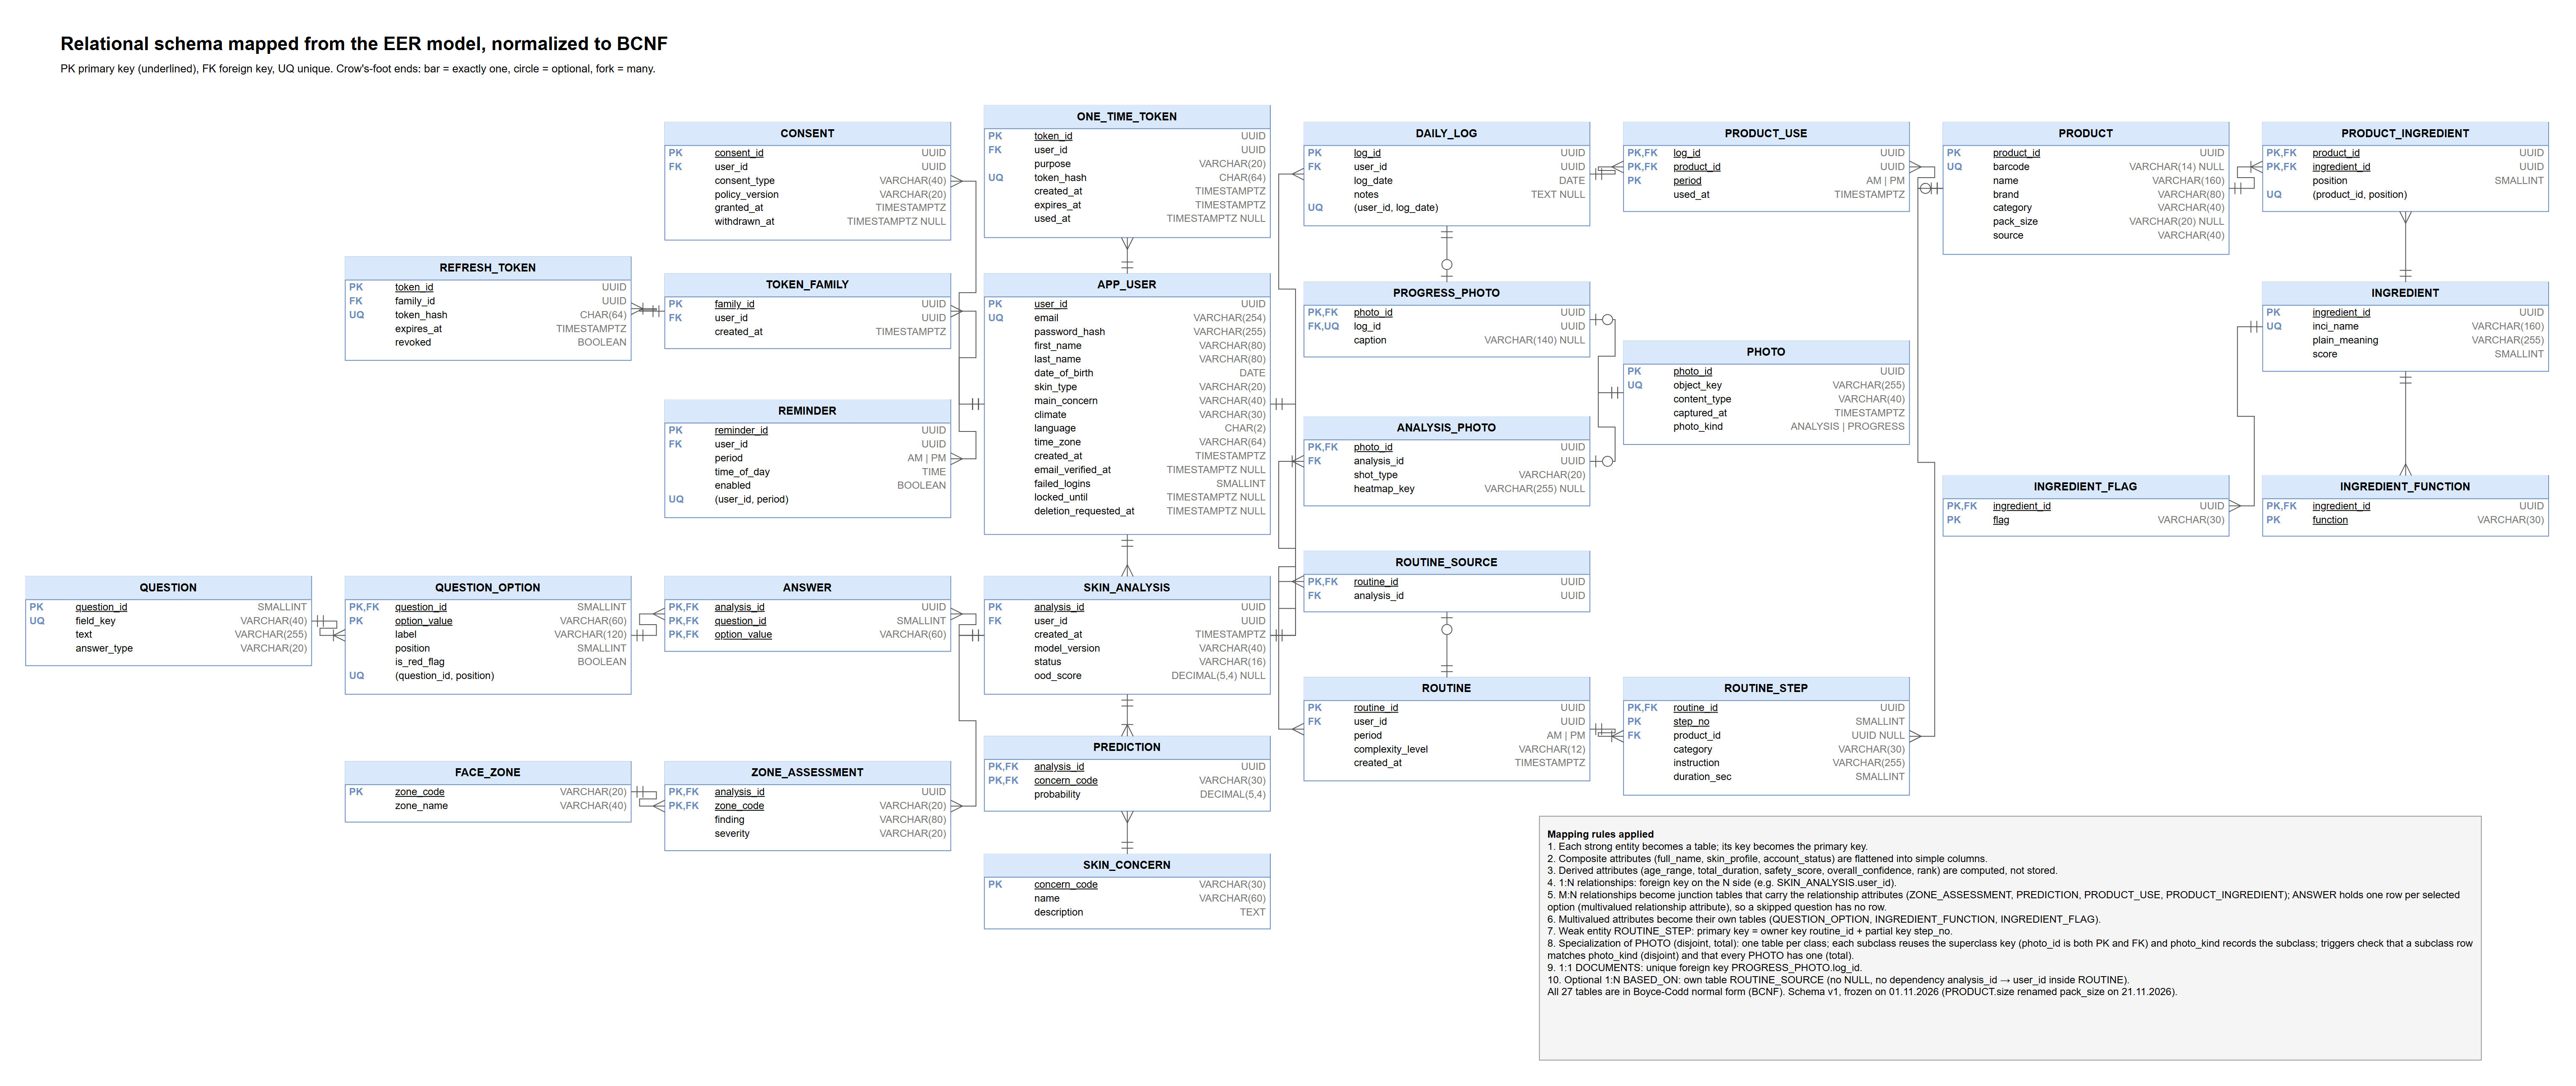 Relational schema mapped from the EER model, normalized to BCNF
PK primary key (underlined), FK foreign key, UQ unique. Crow's-foot ends: bar = exactly one, circle = optional, fork = many.
CONSENT
PK consent_id UUID
FK user_id UUID
consent_type VARCHAR(40)
policy_version VARCHAR(20)
granted_at TIMESTAMPTZ
withdrawn_at TIMESTAMPTZ NULL
ONE_TIME_TOKEN
PK token_id UUID
FK user_id UUID
purpose VARCHAR(20)
UQ token_hash CHAR(64)
created_at TIMESTAMPTZ
expires_at TIMESTAMPTZ
used_at TIMESTAMPTZ NULL
DAILY_LOG
PK log_id UUID
FK user_id UUID
log_date DATE
notes TEXT NULL
UQ (user_id, log_date)
PRODUCT_USE
PK,FK log_id UUID
PK,FK product_id UUID
PK period AM | PM
used_at TIMESTAMPTZ
PRODUCT
PK product_id UUID
UQ barcode VARCHAR(14) NULL
name VARCHAR(160)
brand VARCHAR(80)
category VARCHAR(40)
pack_size VARCHAR(20) NULL
source VARCHAR(40)
PRODUCT_INGREDIENT
PK,FK product_id UUID
PK,FK ingredient_id UUID
position SMALLINT
UQ (product_id, position)
REFRESH_TOKEN
PK token_id UUID
FK family_id UUID
UQ token_hash CHAR(64)
expires_at TIMESTAMPTZ
revoked BOOLEAN
TOKEN_FAMILY
PK family_id UUID
FK user_id UUID
created_at TIMESTAMPTZ
APP_USER
PK user_id UUID
UQ email VARCHAR(254)
password_hash VARCHAR(255)
first_name VARCHAR(80)
last_name VARCHAR(80)
date_of_birth DATE
skin_type VARCHAR(20)
main_concern VARCHAR(40)
climate VARCHAR(30)
language CHAR(2)
time_zone VARCHAR(64)
created_at TIMESTAMPTZ
email_verified_at TIMESTAMPTZ NULL
failed_logins SMALLINT
locked_until TIMESTAMPTZ NULL
deletion_requested_at TIMESTAMPTZ NULL
PROGRESS_PHOTO
PK,FK photo_id UUID
FK,UQ log_id UUID
caption VARCHAR(140) NULL
PHOTO
PK photo_id UUID
UQ object_key VARCHAR(255)
content_type VARCHAR(40)
captured_at TIMESTAMPTZ
photo_kind ANALYSIS | PROGRESS
INGREDIENT
PK ingredient_id UUID
UQ inci_name VARCHAR(160)
plain_meaning VARCHAR(255)
score SMALLINT
REMINDER
PK reminder_id UUID
FK user_id UUID
period AM | PM
time_of_day TIME
enabled BOOLEAN
UQ (user_id, period)
ANALYSIS_PHOTO
PK,FK photo_id UUID
FK analysis_id UUID
shot_type VARCHAR(20)
heatmap_key VARCHAR(255) NULL
INGREDIENT_FLAG
PK,FK ingredient_id UUID
PK flag VARCHAR(30)
INGREDIENT_FUNCTION
PK,FK ingredient_id UUID
PK function VARCHAR(30)
QUESTION
PK question_id SMALLINT
UQ field_key VARCHAR(40)
text VARCHAR(255)
answer_type VARCHAR(20)
QUESTION_OPTION
PK,FK question_id SMALLINT
PK option_value VARCHAR(60)
label VARCHAR(120)
position SMALLINT
is_red_flag BOOLEAN
UQ (question_id, position)
ANSWER
PK,FK analysis_id UUID
PK,FK question_id SMALLINT
PK,FK option_value VARCHAR(60)
SKIN_ANALYSIS
PK analysis_id UUID
FK user_id UUID
created_at TIMESTAMPTZ
model_version VARCHAR(40)
status VARCHAR(16)
ood_score DECIMAL(5,4) NULL
ROUTINE_SOURCE
PK,FK routine_id UUID
FK analysis_id UUID
ROUTINE
PK routine_id UUID
FK user_id UUID
period AM | PM
complexity_level VARCHAR(12)
created_at TIMESTAMPTZ
ROUTINE_STEP
PK,FK routine_id UUID
PK step_no SMALLINT
FK product_id UUID NULL
category VARCHAR(30)
instruction VARCHAR(255)
duration_sec SMALLINT
FACE_ZONE
PK zone_code VARCHAR(20)
zone_name VARCHAR(40)
ZONE_ASSESSMENT
PK,FK analysis_id UUID
PK,FK zone_code VARCHAR(20)
finding VARCHAR(80)
severity VARCHAR(20)
PREDICTION
PK,FK analysis_id UUID
PK,FK concern_code VARCHAR(30)
probability DECIMAL(5,4)
SKIN_CONCERN
PK concern_code VARCHAR(30)
name VARCHAR(60)
description TEXT
Mapping rules applied
1. Each strong entity becomes a table; its key becomes the primary key.
2. Composite attributes (full_name, skin_profile, account_status) are flattened into simple columns.
3. Derived attributes (age_range, total_duration, safety_score, overall_confidence, rank) are computed, not stored.
4. 1:N relationships: foreign key on the N side (e.g. SKIN_ANALYSIS.user_id).
5. M:N relationships become junction tables that carry the relationship attributes (ZONE_ASSESSMENT, PREDICTION, PRODUCT_USE, PRODUCT_INGREDIENT); ANSWER holds one row per selected
option (multivalued relationship attribute), so a skipped question has no row.
6. Multivalued attributes become their own tables (QUESTION_OPTION, INGREDIENT_FUNCTION, INGREDIENT_FLAG).
7. Weak entity ROUTINE_STEP: primary key = owner key routine_id + partial key step_no.
8. Specialization of PHOTO (disjoint, total): one table per class; each subclass reuses the superclass key (photo_id is both PK and FK) and photo_kind records the subclass; triggers check that a subclass row
matches photo_kind (disjoint) and that every PHOTO has one (total).
9. 1:1 DOCUMENTS: unique foreign key PROGRESS_PHOTO.log_id.
10. Optional 1:N BASED_ON: own table ROUTINE_SOURCE (no NULL, no dependency analysis_id → user_id inside ROUTINE).
All 27 tables are in Boyce-Codd normal form (BCNF). Schema v1, frozen on 01.11.2026 (PRODUCT.size renamed pack_size on 21.11.2026).